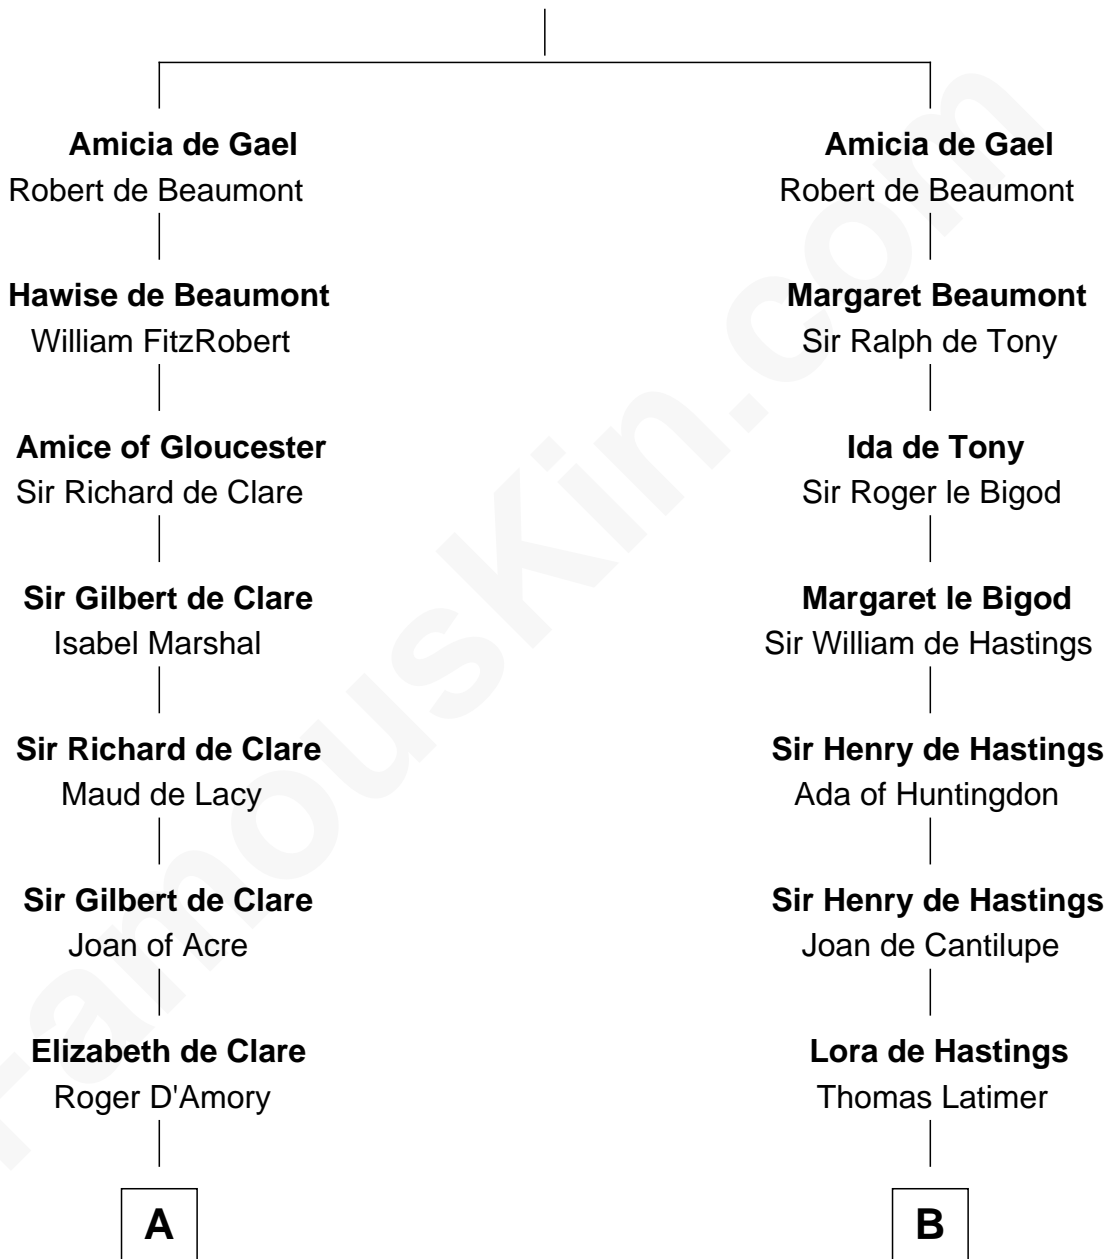 Amicia de Gael
Robert de Beaumont
Hawise de Beaumont
William FitzRobert
Amice of Gloucester
Sir Richard de Clare
Sir Gilbert de Clare
Isabel Marshal
Sir Richard de Clare
Maud de Lacy
Sir Gilbert de Clare
Joan of Acre
Elizabeth de Clare
Roger D'Amory
A
Amicia de Gael
Robert de Beaumont
Margaret Beaumont
Sir Ralph de Tony
Ida de Tony
Sir Roger le Bigod
Margaret le Bigod
Sir William de Hastings
Sir Henry de Hastings
Ada of Huntingdon
Sir Henry de Hastings
Joan de Cantilupe
Lora de Hastings
Thomas Latimer
B
FamousKin.com